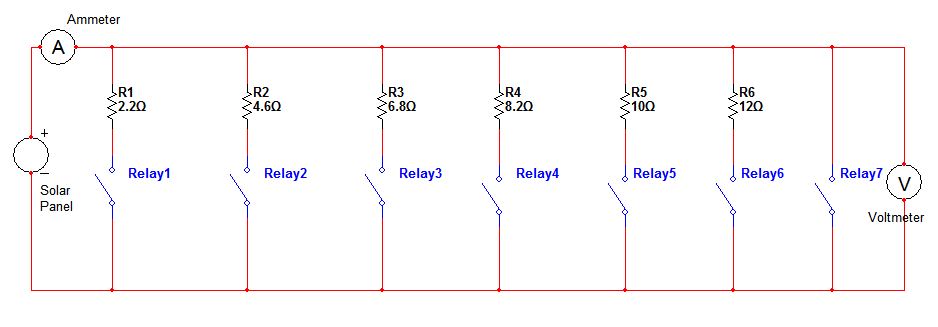 Ammeter
A
R1
2.2Ω
R2
4.6Ω
R3
6.8Ω
R4
8.2Ω
R5
10Ω
R6
12Ω
+
−
Solar
Panel
Relay1
Relay2
Relay3
Relay4
Relay5
Relay6
Relay7
V
Voltmeter